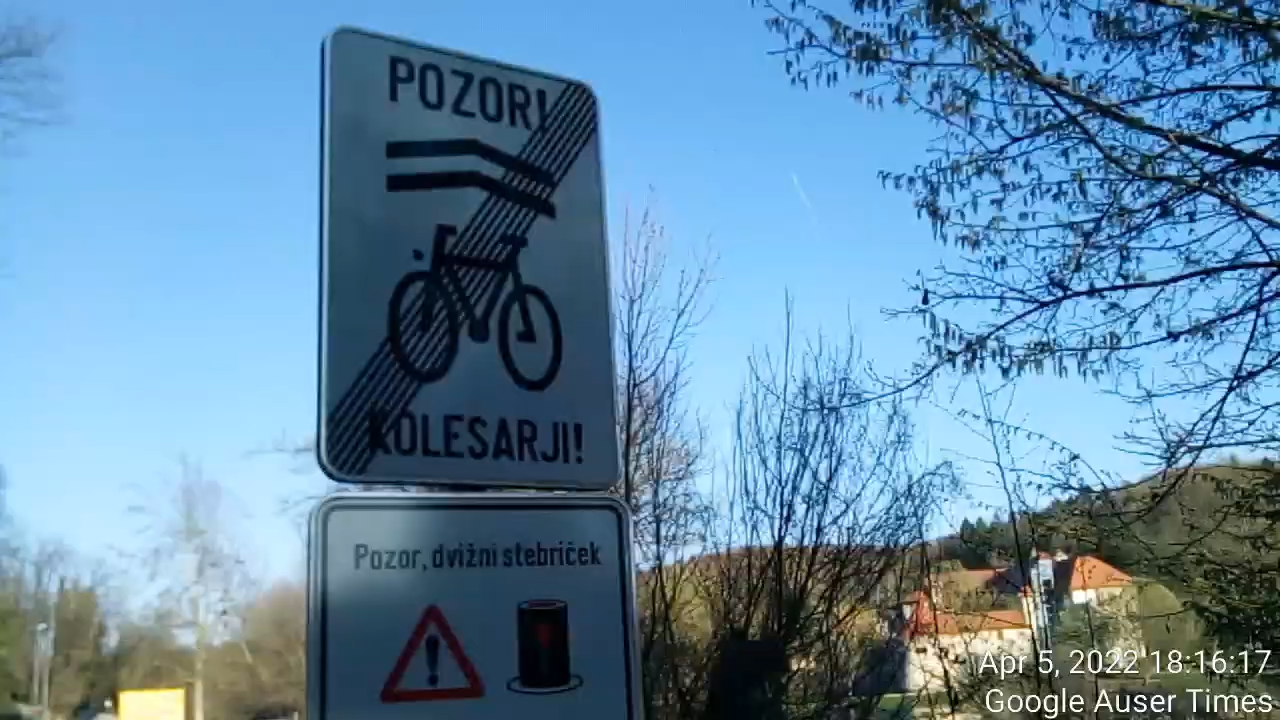 POZOR!
KOLESARJI!
Pozor, dvižni stebriček
Apr 5, 2022 18:16:17
Google Auser Times